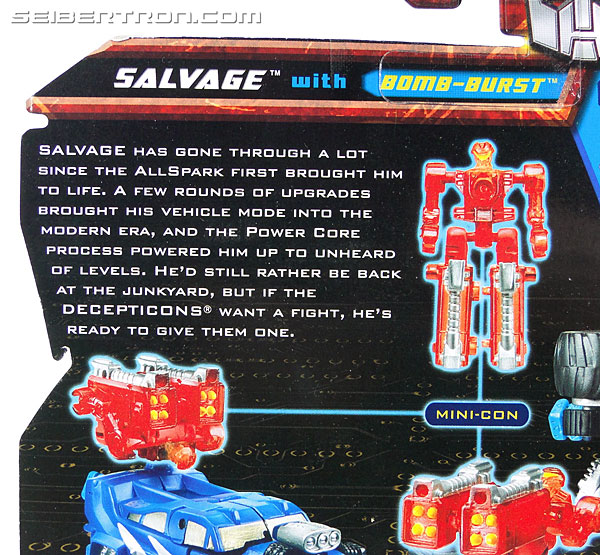 SEIBERTRON.COM
SALVAGE™ with BOMB-BURST™
SALVAGE HAS GONE THROUGH A LOT
SINCE THE ALLSPARK FIRST BROUGHT HIM
TO LIFE. A FEW ROUNDS OF UPGRADES
BROUGHT HIS VEHICLE MODE INTO THE
MODERN ERA, AND THE POWER CORE
PROCESS POWERED HIM UP TO UNHEARD
OF LEVELS. HE'D STILL RATHER BE BACK
AT THE JUNKYARD, BUT IF THE
DECEPTICONS® WANT A FIGHT, HE'S
READY TO GIVE THEM ONE.
MINI-CON